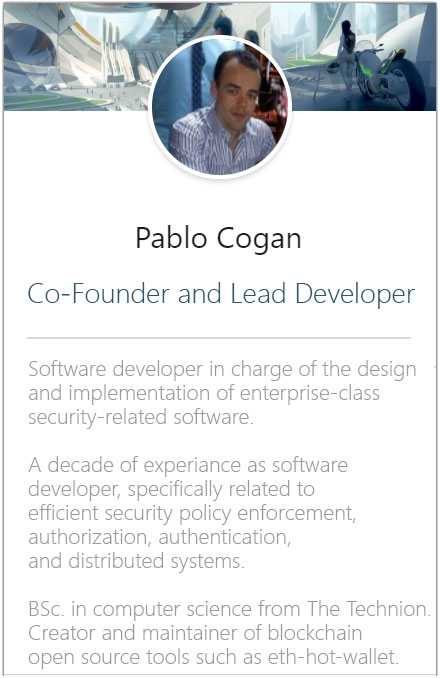 Pablo Cogan
Co-Founder and Lead Developer
Software developer in charge of the design
and implementation of enterprise-class
security-related software.
A decade of experiance as software
developer, specifically related to
efficient security policy enforcement,
authorization, authentication,
and distributed systems.
BSc. in computer science from The Technion.
Creator and maintainer of blockchain
open source tools such as eth-hot-wallet.